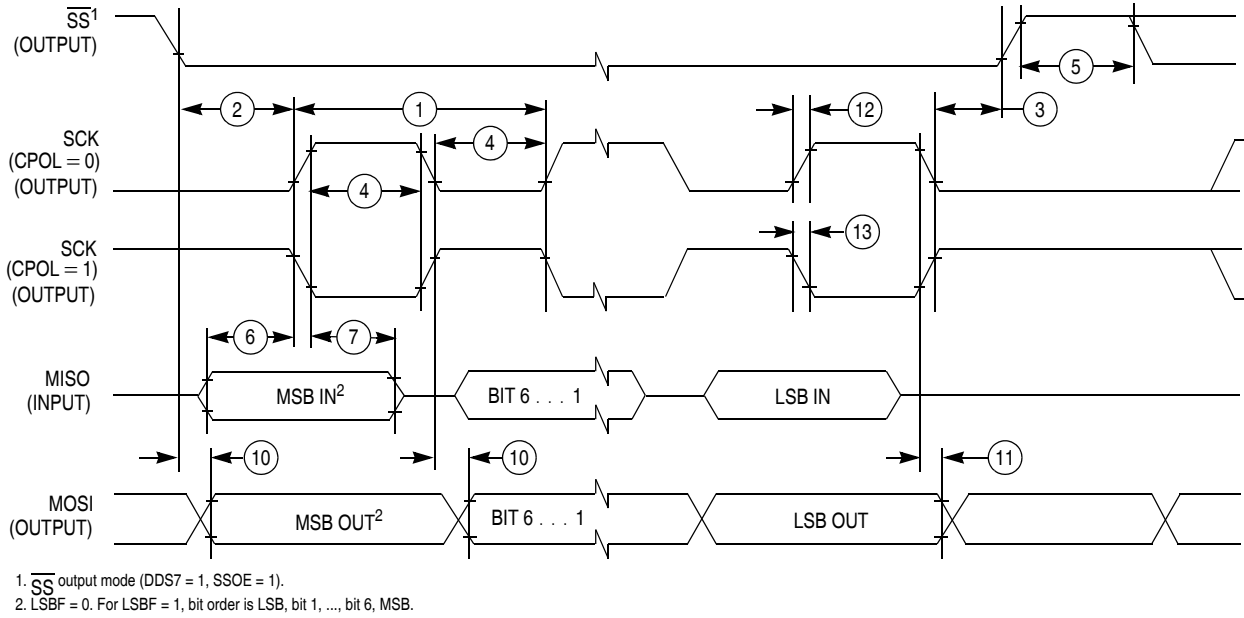 SS¹
(OUTPUT)
5
2
1
12
3
SCK
(CPOL = 0)
(OUTPUT)
4
4
SCK
(CPOL = 1)
(OUTPUT)
13
6
7
MISO
(INPUT)
MSB IN²
BIT 6 . . . 1
LSB IN
10
10
11
MOSI
(OUTPUT)
MSB OUT²
BIT 6 . . . 1
LSB OUT
1. SS output mode (DDS7 = 1, SSOE = 1).
2. LSBF = 0. For LSBF = 1, bit order is LSB, bit 1, ..., bit 6, MSB.